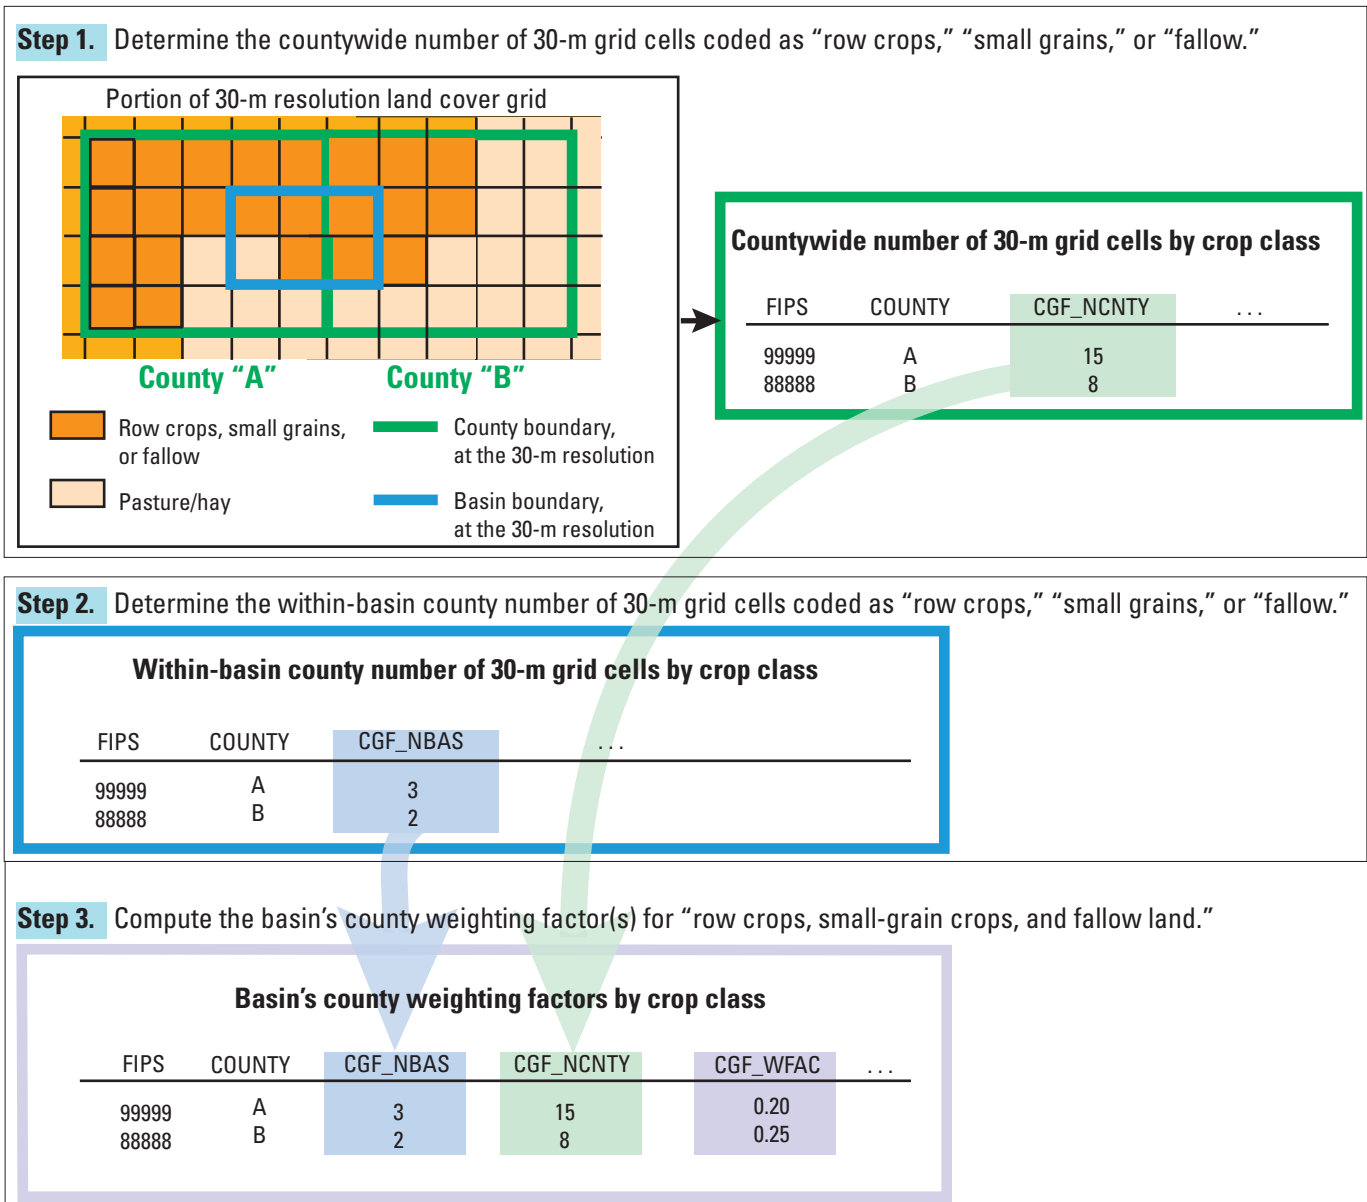 Step 1. Determine the countywide number of 30-m grid cells coded as “row crops,” “small grains,” or “fallow.”
Portion of 30-m resolution land cover grid
County “A” County “B”
Row crops, small grains,
or fallow
Pasture/hay
County boundary,
at the 30-m resolution
Basin boundary,
at the 30-m resolution
Countywide number of 30-m grid cells by crop class
FIPS COUNTY CGF_NCNTY . . .
99999 A 15
88888 B 8
Step 2. Determine the within-basin county number of 30-m grid cells coded as “row crops,” “small grains,” or “fallow.”
Within-basin county number of 30-m grid cells by crop class
FIPS COUNTY CGF_NBAS . . .
99999 A 3
88888 B 2
Step 3. Compute the basin’s county weighting factor(s) for “row crops, small-grain crops, and fallow land.”
Basin’s county weighting factors by crop class
FIPS COUNTY CGF_NBAS CGF_NCNTY CGF_WFAC . . .
99999 A 3 15 0.20
88888 B 2 8 0.25